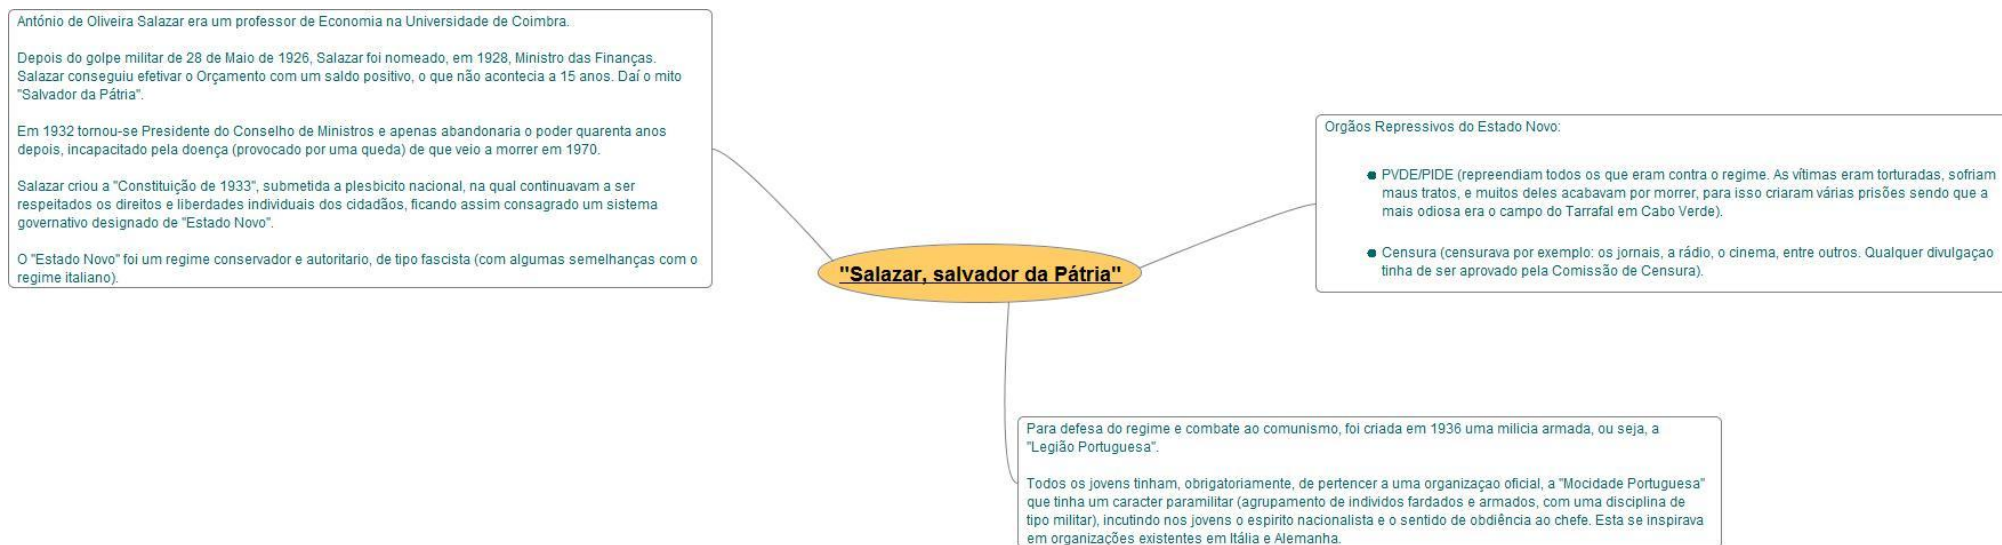 António de Oliveira Salazar era um professor de Economia na Universidade de Coimbra.
Depois do golpe militar de 28 de Maio de 1926, Salazar foi nomeado, em 1928, Ministro das Finanças.
Salazar conseguiu efetivar o Orçamento com um saldo positivo, o que não acontecia a 15 anos. Daí o mito
"Salvador da Pátria".
Em 1932 tornou-se Presidente do Conselho de Ministros e apenas abandonaria o poder quarenta anos
depois, incapacitado pela doença (provocado por uma queda) de que veio a morrer em 1970.
Salazar criou a "Constituição de 1933", submetida a plesbicito nacional, na qual continuavam a ser
respeitados os direitos e liberdades individuais dos cidadãos, ficando assim consagrado um sistema
governativo designado de "Estado Novo".
O "Estado Novo" foi um regime conservador e autoritario, de tipo fascista (com algumas semelhanças com o
regime italiano).
"Salazar, salvador da Pátria"
Orgãos Repressivos do Estado Novo:
PVDE/PIDE (repreendiam todos os que eram contra o regime. As vítimas eram torturadas, sofriam
maus tratos, e muitos deles acabavam por morrer, para isso criaram várias prisões sendo que a
mais odiosa era o campo do Tarrafal em Cabo Verde).
Censura (censurava por exemplo: os jornais, a rádio, o cinema, entre outros. Qualquer divulgaçao
tinha de ser aprovado pela Comissão de Censura).
Para defesa do regime e combate ao comunismo, foi criada em 1936 uma milicia armada, ou seja, a
"Legião Portuguesa".
Todos os jovens tinham, obrigatoriamente, de pertencer a uma organizaçao oficial, a "Mocidade Portuguesa"
que tinha um caracter paramilitar (agrupamento de individos fardados e armados, com uma disciplina de
tipo militar), incutindo nos jovens o espirito nacionalista e o sentido de obdiência ao chefe. Esta se inspirava
em organizações existentes em Itália e Alemanha.